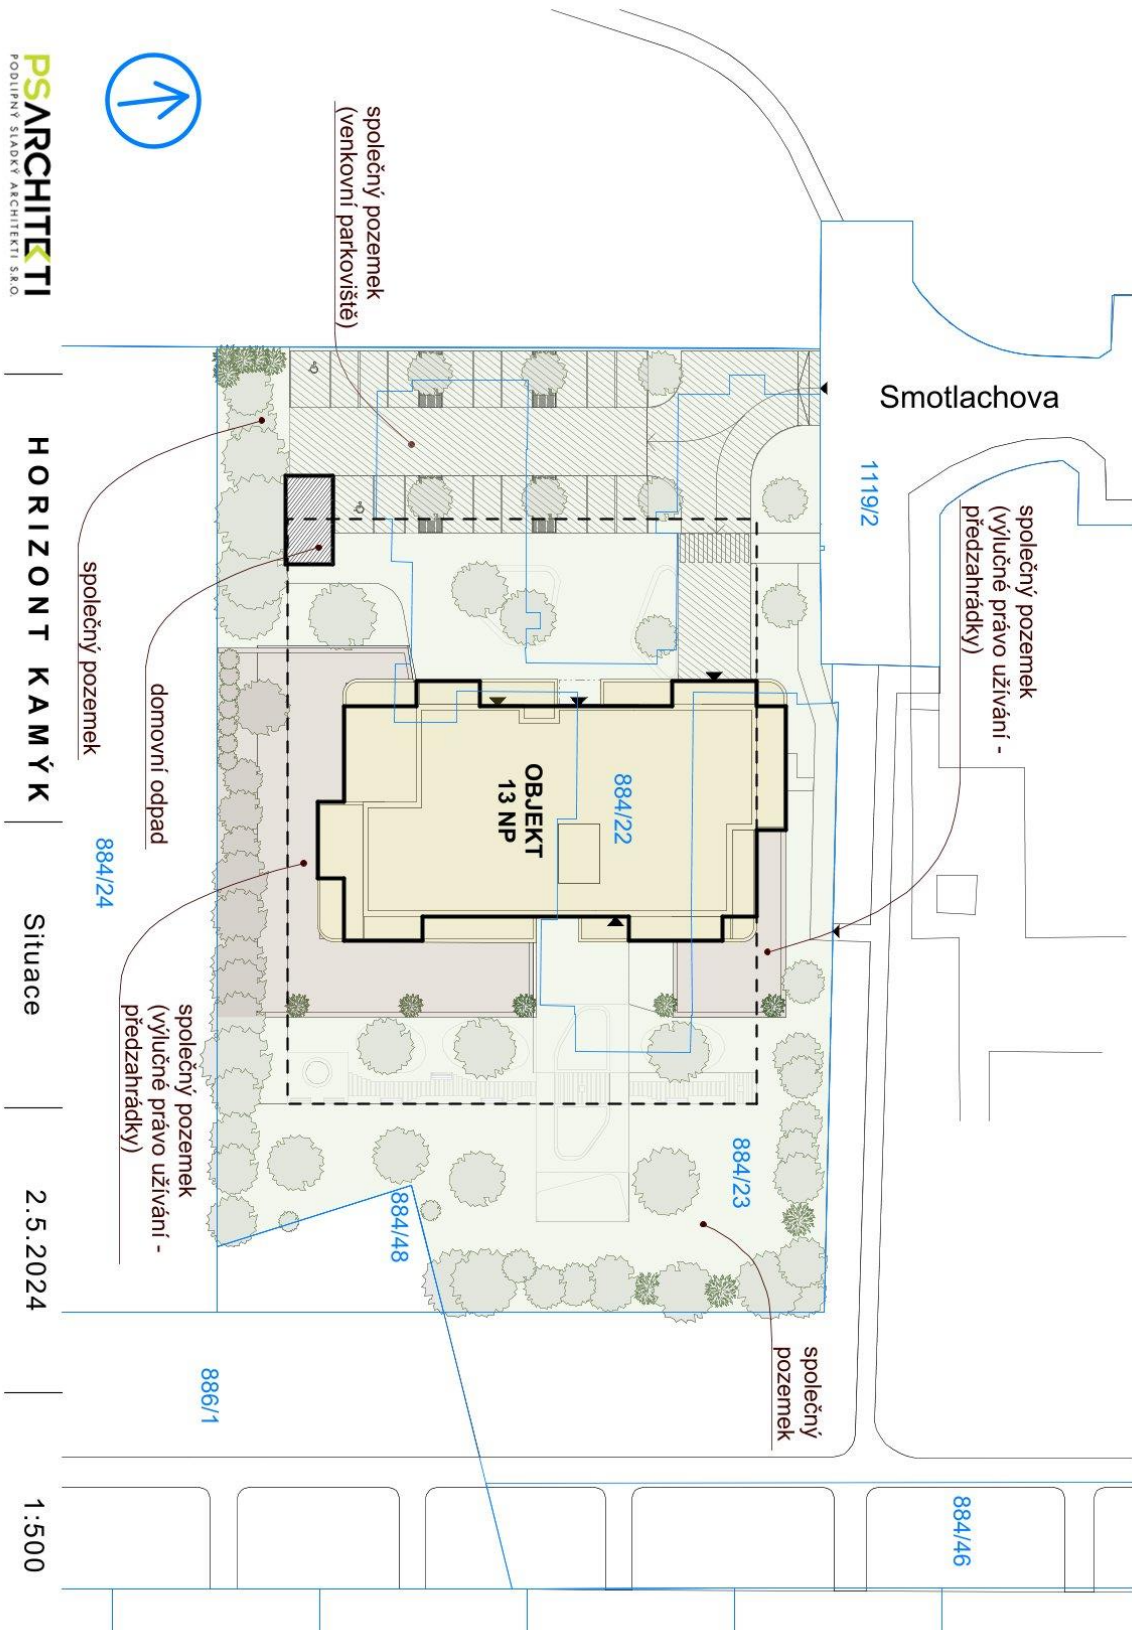 PSARCHITEKTI
PODLIPNÝ SLADKÝ ARCHITEKTI S.R.O.
HORIZONT KAMÝK
Situace
2.5.2024
1:500
společný pozemek
(venkovní parkoviště)
Smotlachova
1119/2
společný pozemek
(výlučné právo užívání -
předzahrádky)
společný pozemek
domovní odpad
884/24
OBJEKT
13 NP
884/22
společný pozemek
(výlučné právo užívání -
předzahrádky)
884/23
884/48
společný
pozemek
886/1
884/46